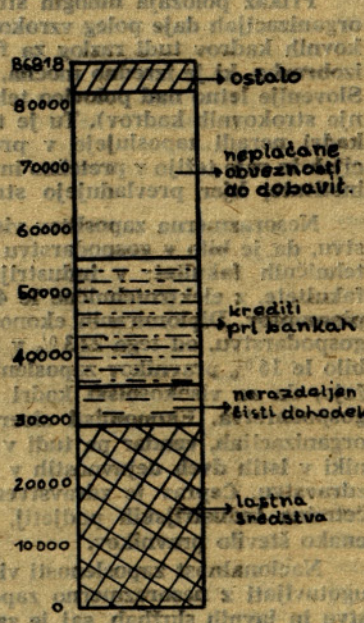 86818
80000
70000
60000
50000
40000
30000
20000
10000
0
ostalo
neplačane
obveznosti
do dobavit.
krediti
pri bankah
nerazdeljen
čisti dohodek
lastna
sredstva